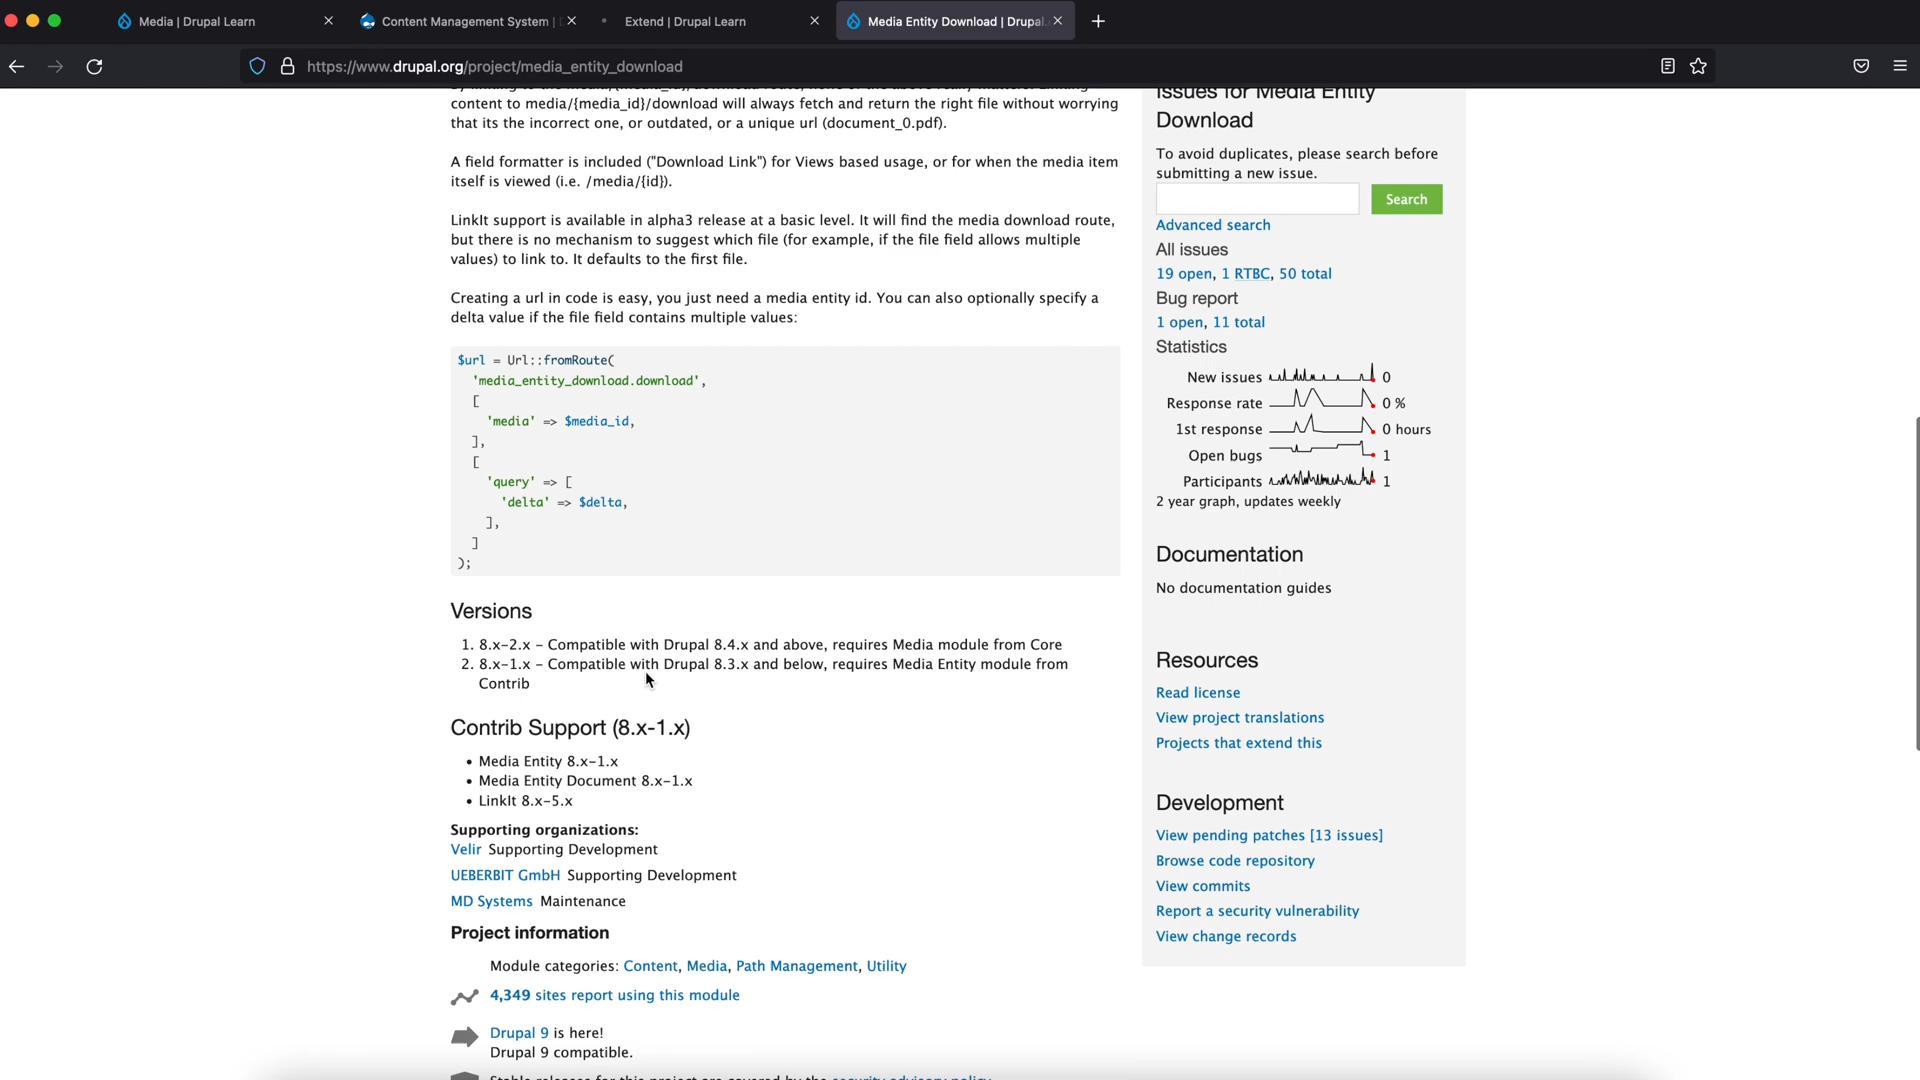 Media | Drupal Learn
Content Management System |
Extend | Drupal Learn
Media Entity Download | Drupal.
https://www.drupal.org/project/media_entity_download
content to media/{media_id}/download will always fetch and return the right file without worrying
that its the incorrect one, or outdated, or a unique url (document_0.pdf).
A field formatter is included ("Download Link") for Views based usage, or for when the media item
itself is viewed (i.e. /media/{id}).
LinkIt support is available in alpha3 release at a basic level. It will find the media download route,
but there is no mechanism to suggest which file (for example, if the file field allows multiple
values) to link to. It defaults to the first file.
Creating a url in code is easy, you just need a media entity id. You can also optionally specify a
delta value if the file field contains multiple values:
$url = Url::fromRoute(
'media_entity_download.download',
[
'media' => $media_id,
],
[
'query' => [
'delta' => $delta,
],
]
);
Versions
1. 8.x-2.x - Compatible with Drupal 8.4.x and above, requires Media module from Core
2. 8.x-1.x - Compatible with Drupal 8.3.x and below, requires Media Entity module from
Contrib
Contrib Support (8.x-1.x)
• Media Entity 8.x-1.x
• Media Entity Document 8.x-1.x
• LinkIt 8.x-5.x
Supporting organizations:
Velir Supporting Development
UEBERBIT GmbH Supporting Development
MD Systems Maintenance
Project information
Module categories: Content, Media, Path Management, Utility
4,349 sites report using this module
Drupal 9 is here!
Drupal 9 compatible.
Stable releases for this project are covered by the security advisory policy
Issues for Media Entity
Download
To avoid duplicates, please search before
submitting a new issue.
Search
Advanced search
All issues
19 open, 1 RTBC, 50 total
Bug report
1 open, 11 total
Statistics
New issues 0
Response rate 0 %
1st response 0 hours
Open bugs 1
Participants 1
2 year graph, updates weekly
Documentation
No documentation guides
Resources
Read license
View project translations
Projects that extend this
Development
View pending patches [13 issues]
Browse code repository
View commits
Report a security vulnerability
View change records